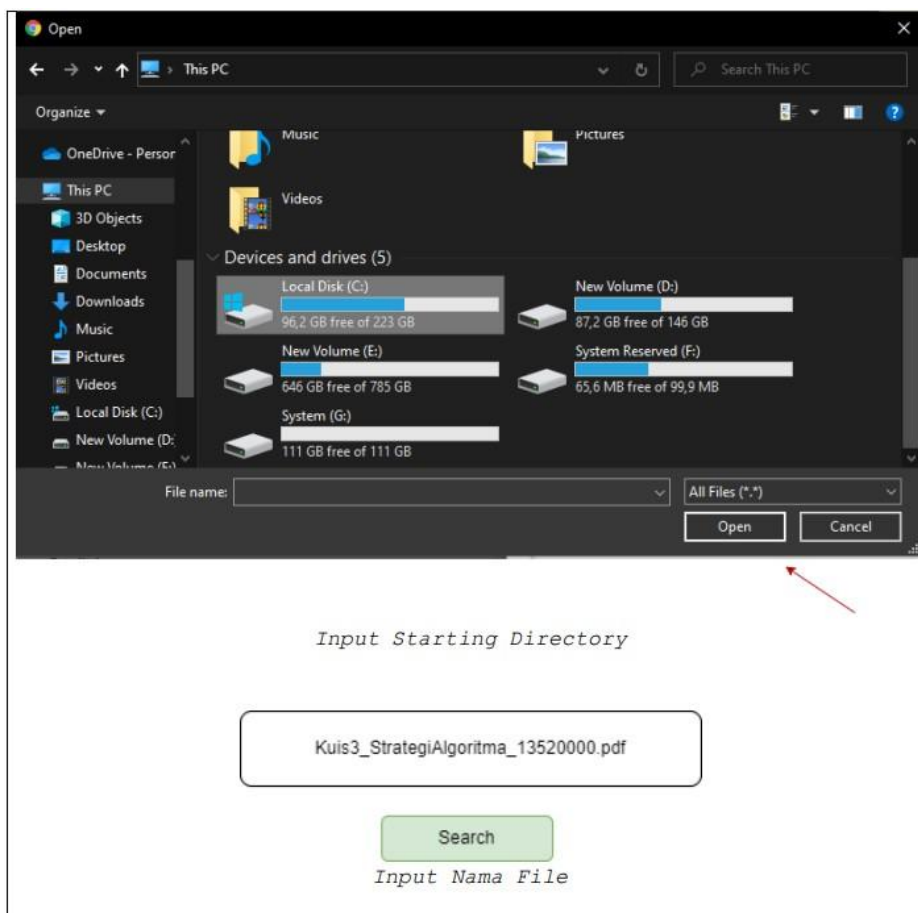 Open
This PC
Search This PC
Organize
OneDrive - Person
This PC
3D Objects
Desktop
Documents
Downloads
Music
Pictures
Videos
Local Disk (C:)
New Volume (D:
New Volume (E:)
Music
Pictures
Videos
Devices and drives (5)
Local Disk (C:)
96,2 GB free of 223 GB
New Volume (D:)
87,2 GB free of 146 GB
New Volume (E:)
646 GB free of 785 GB
System Reserved (F:)
65,6 MB free of 99,9 MB
System (G:)
111 GB free of 111 GB
File name:
All Files (*.*)
Open
Cancel
Input Starting Directory
Kuis3_StrategiAlgoritma_13520000.pdf
Search
Input Nama File